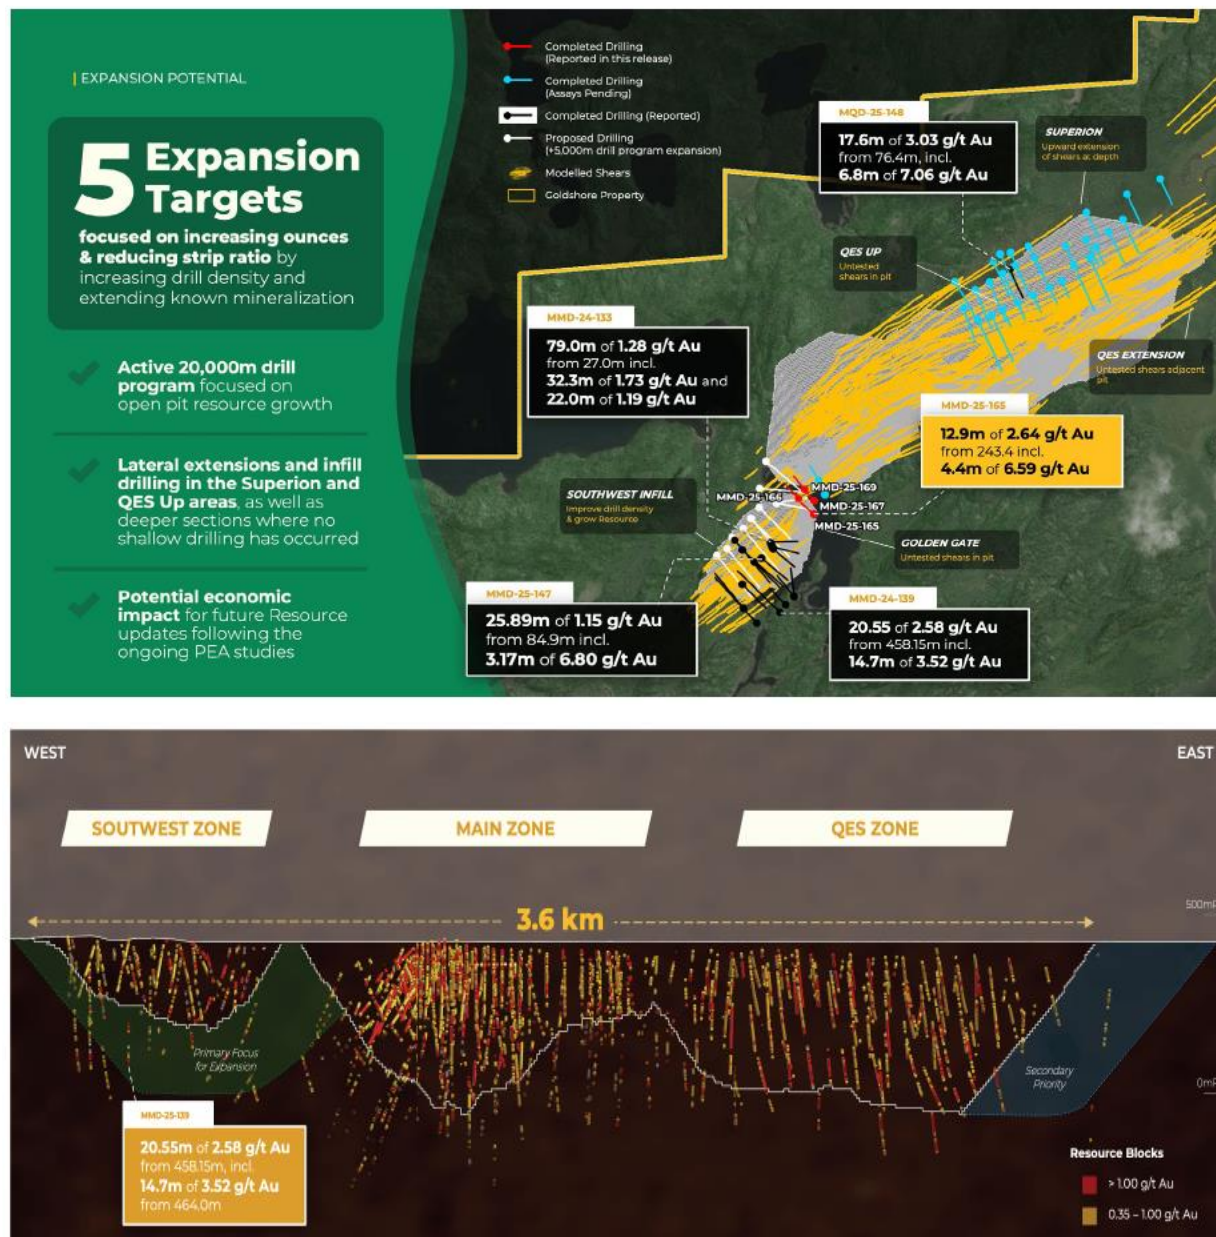 EXPANSION POTENTIAL
5 Expansion
Targets
focused on increasing ounces
& reducing strip ratio by
increasing drill density and
extending known mineralization
Active 20,000m drill
program focused on
open pit resource growth
Lateral extensions and infill
drilling in the Superion and
QES Up areas, as well as
deeper sections where no
shallow drilling has occurred
Potential economic
impact for future Resource
updates following the
ongoing PEA studies
Completed Drilling
(Reported in this release)
Completed Drilling
(Assays Pending)
Completed Drilling (Reported)
Proposed Drilling
(+5,000m drill program expansion)
Modelled Shears
Goldshore Property
MQD-25-148
17.6m of 3.03 g/t Au
from 76.4m, incl.
6.8m of 7.06 g/t Au
SUPERION
Upward extension
of shears at depth
QES UP
Untested
shears in pit
MMD-24-133
79.0m of 1.28 g/t Au
from 27.0m incl.
32.3m of 1.73 g/t Au and
22.0m of 1.19 g/t Au
QES EXTENSION
Untested shears adjacent
pit
MMD-25-165
12.9m of 2.64 g/t Au
from 243.4 incl.
4.4m of 6.59 g/t Au
SOUTHWEST INFILL
Improve drill density
& grow Resource
MMD-25-166
MMD-25-169
MMD-25-167
MMD-25-165
GOLDEN GATE
Untested shears in pit
MMD-25-147
25.89m of 1.15 g/t Au
from 84.9m incl.
3.17m of 6.80 g/t Au
MMD-24-139
20.55 of 2.58 g/t Au
from 458.15m incl.
14.7m of 3.52 g/t Au
WEST
EAST
SOUTWEST ZONE
MAIN ZONE
QES ZONE
3.6 km
Primary Focus
for Expansion
Secondary
Priority
MMD-25-139
20.55m of 2.58 g/t Au
from 458.15m, incl.
14.7m of 3.52 g/t Au
from 464.0m
Resource Blocks
> 1.00 g/t Au
0.35 – 1.00 g/t Au